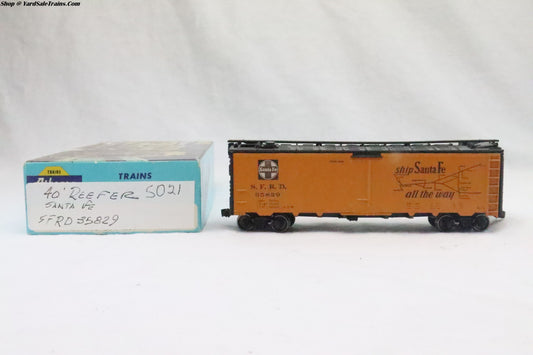 Shop @ YardSaleTrains.Com
TRAINS
TRAINS
40' REEFER 5021
SANTA FE
SFRD 35829
Santa Fe
S.F.R.D.
35829
ship Santa Fe
all the way